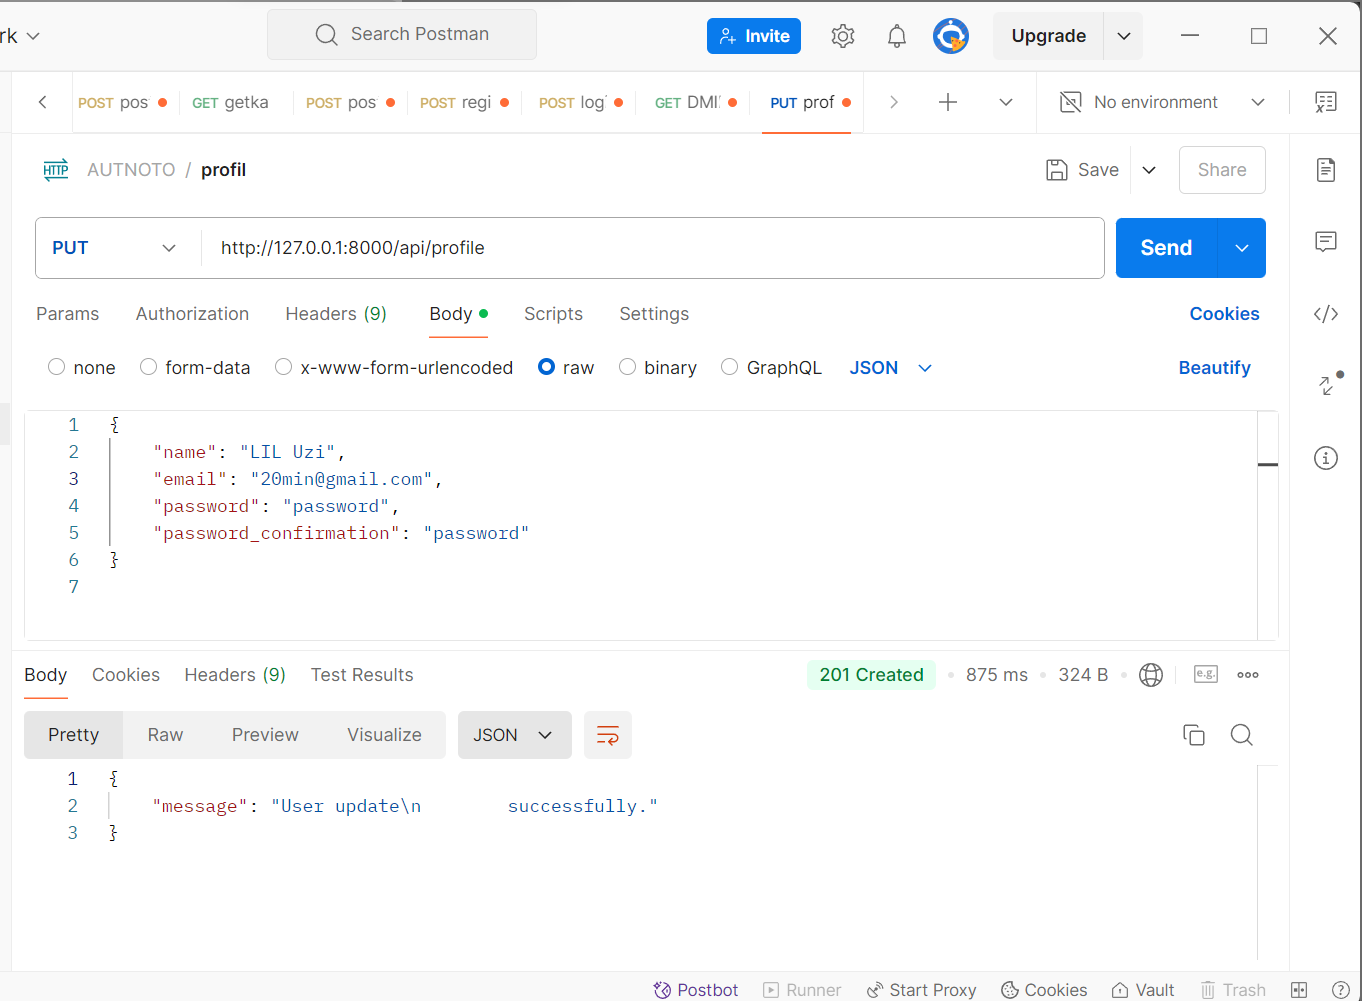 rk
Search Postman
Invite
Upgrade
POST pos
GET getka
POST pos
POST regi
POST log
GET DMI
PUT prof
No environment
HTTP
AUTNOTO / profil
Save
Share
PUT
http://127.0.0.1:8000/api/profile
Send
Params
Authorization
Headers (9)
Body
Scripts
Settings
Cookies
none
form-data
x-www-form-urlencoded
raw
binary
GraphQL
JSON
Beautify
1 {
2 "name": "LIL Uzi",
3 "email": "20min@gmail.com",
4 "password": "password",
5 "password_confirmation": "password"
6 }
7
Body
Cookies
Headers (9)
Test Results
201 Created
875 ms
324 B
e.g.
Pretty
Raw
Preview
Visualize
JSON
1 {
2 "message": "User update\n        successfully."
3 }
Postbot
Runner
Start Proxy
Cookies
Vault
Trash